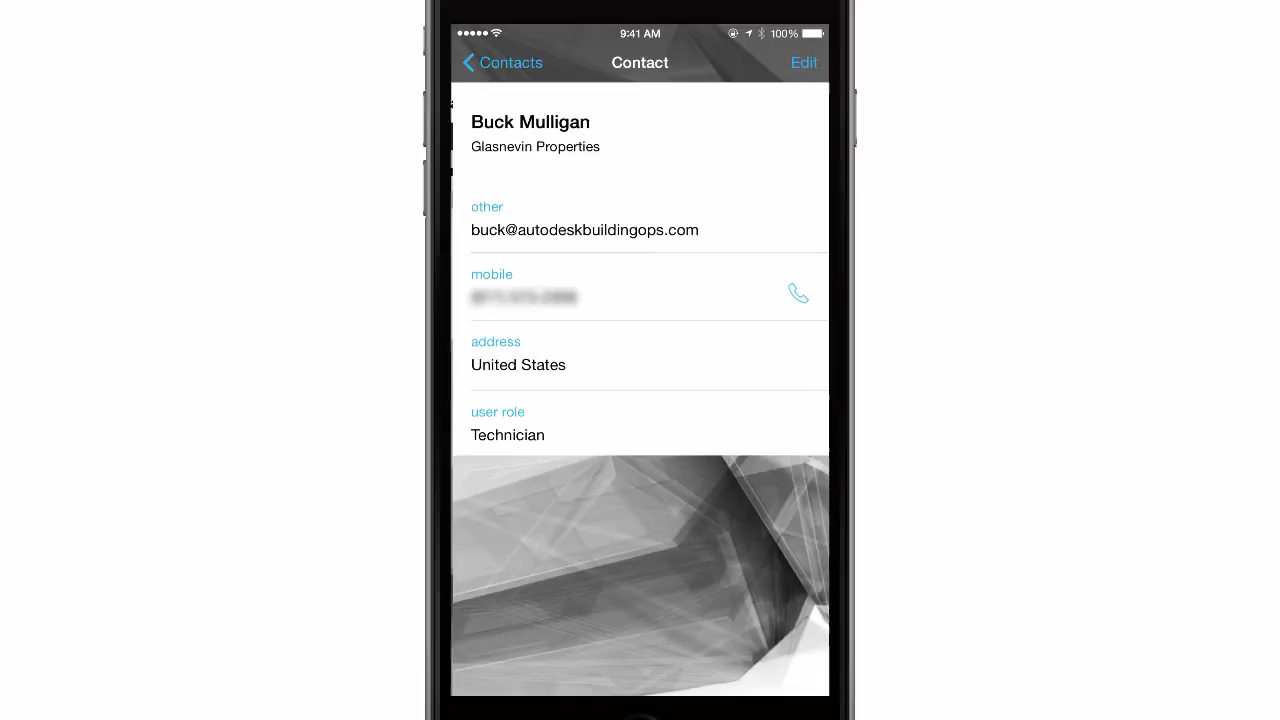 9:41 AM
100%
Contacts
Contact
Edit
Buck Mulligan
Glasnevin Properties
other
buck@autodeskbuildingops.com
mobile
address
United States
user role
Technician